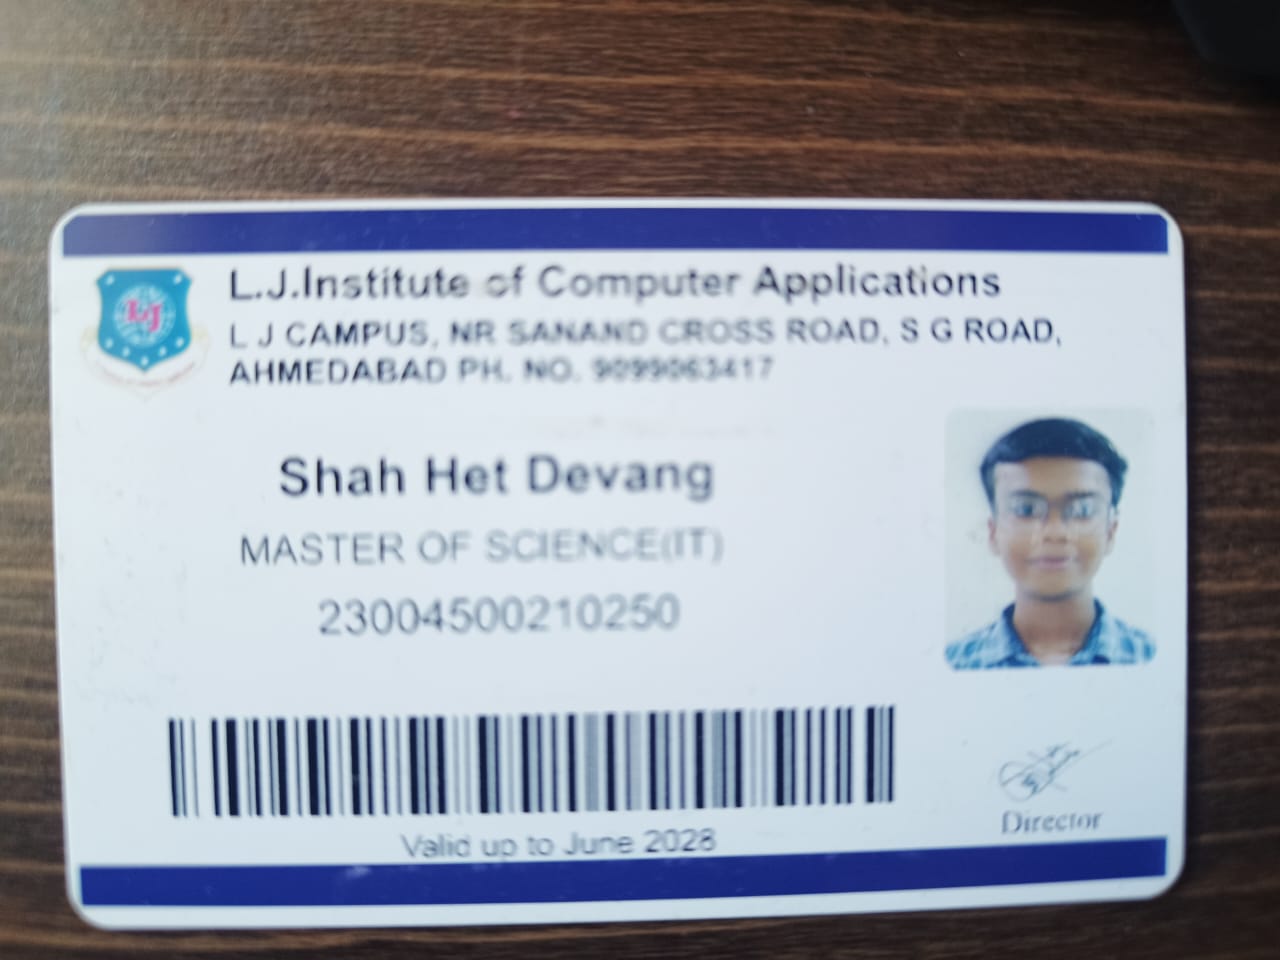 LJ
L.J.Institute of Computer Applications
L J CAMPUS, NR SANAND CROSS ROAD, S G ROAD,
AHMEDABAD PH. NO. 9099063417
Shah Het Devang
MASTER OF SCIENCE(IT)
23004500210250
Valid up to June 2028
Director